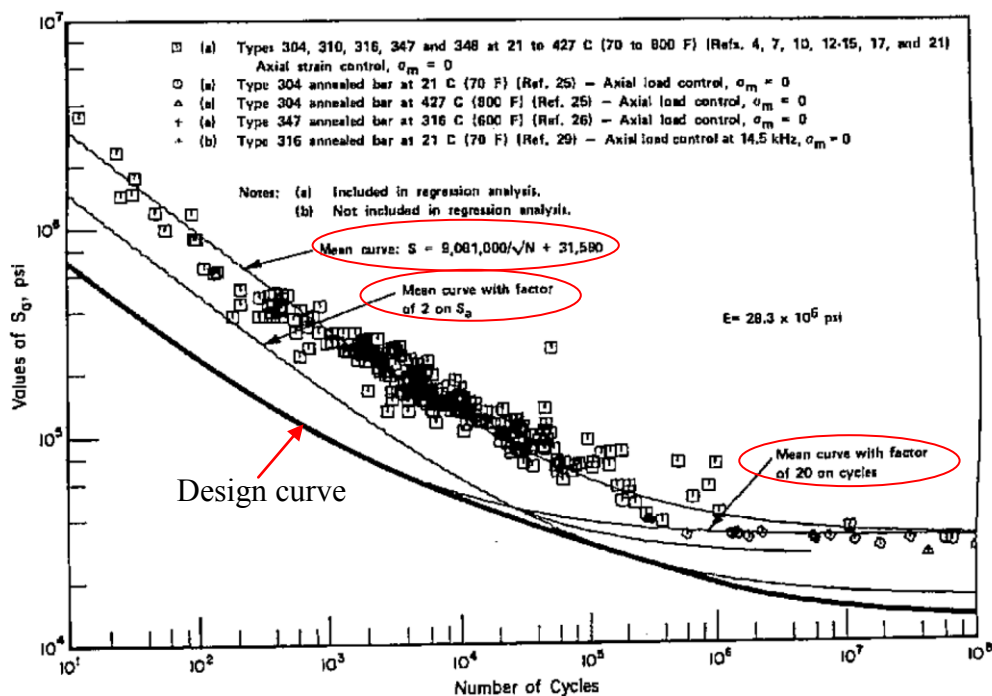 10⁷
(a) Types 304, 310, 316, 347 and 348 at 21 to 427 C (70 to 800 F) (Refs. 4, 7, 10, 12-15, 17, and 21)
Axial strain control, σm = 0
(a) Type 304 annealed bar at 21 C (70 F) (Ref. 25) – Axial load control, σm = 0
(a) Type 304 annealed bar at 427 C (800 F) (Ref. 25) – Axial load control, σm = 0
(a) Type 347 annealed bar at 316 C (600 F) (Ref. 26) – Axial load control, σm = 0
(b) Type 316 annealed bar at 21 C (70 F) (Ref. 29) – Axial load control at 14.5 kHz, σm = 0
Notes: (a) Included in regression analysis.
(b) Not included in regression analysis.
10⁶
Mean curve: S = 9,081,000/√N + 31,590
Mean curve with factor
of 2 on Sa
E= 28.3 x 10⁶ psi
Values of Sa, psi
10⁵
Mean curve with factor
of 20 on cycles
Design curve
10⁴
10¹ 10² 10³ 10⁴ 10⁵ 10⁶ 10⁷ 10⁸
Number of Cycles